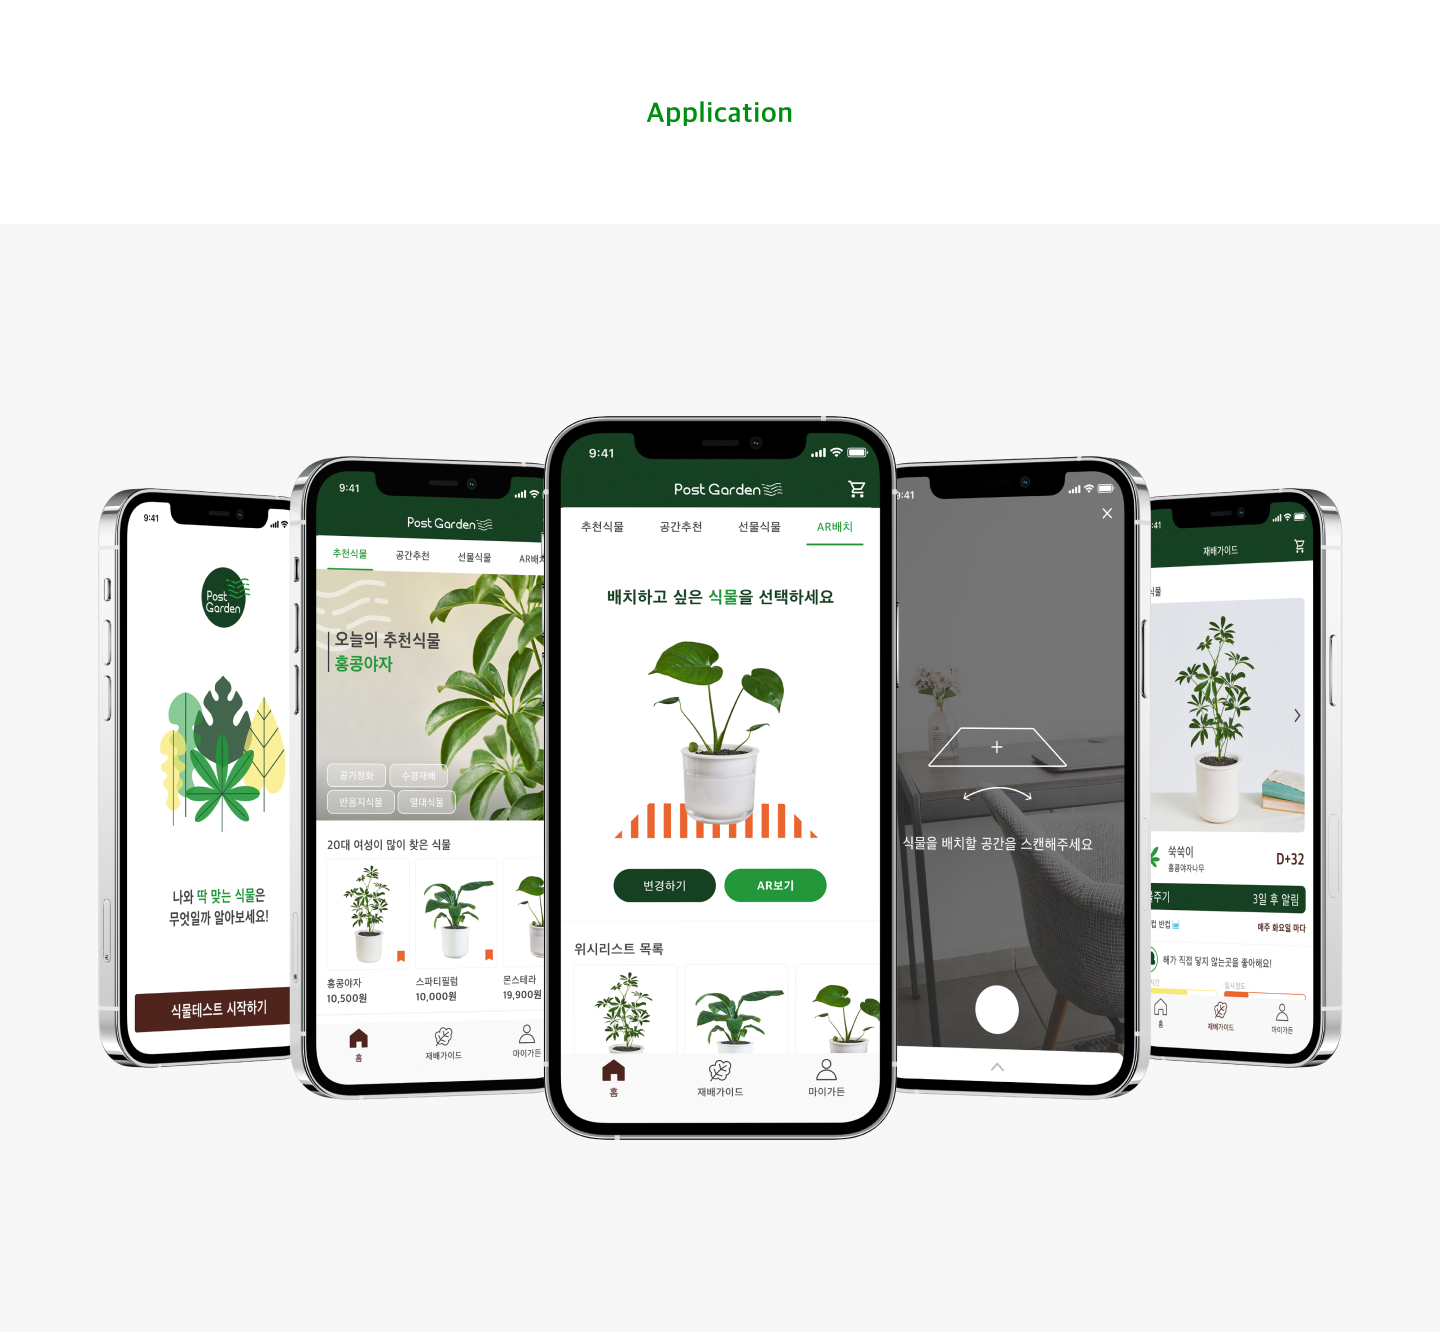 Application
9:41
Post
Garden
나와 딱 맞는 식물은
무엇일까 알아보세요!
식물테스트 시작하기
9:41
Post Garden
추천식물 공간추천 선물식물
오늘의 추천식물
홍콩야자
공기정화 수경재배
반음지식물 열대식물
20대 여성이 많이 찾은 식물
홍콩야자 스파티필럼 몬스테라
10,500원 10,000원 19,900원
홈 재배가이드 마이가든
9:41
Post Garden
추천식물 공간추천 선물식물 AR배치
배치하고 싶은 식물을 선택하세요
변경하기 AR보기
위시리스트 목록
홈 재배가이드 마이가든
9:41
식물을 배치할 공간을 스캔해주세요
재배가이드
쑥쑥이
홍콩야자나무
D+32
3일 후 알림
매주 화요일 마다
해가 직접 닿지 않는곳을 좋아해요!
일사정도
홈 재배가이드 마이가든